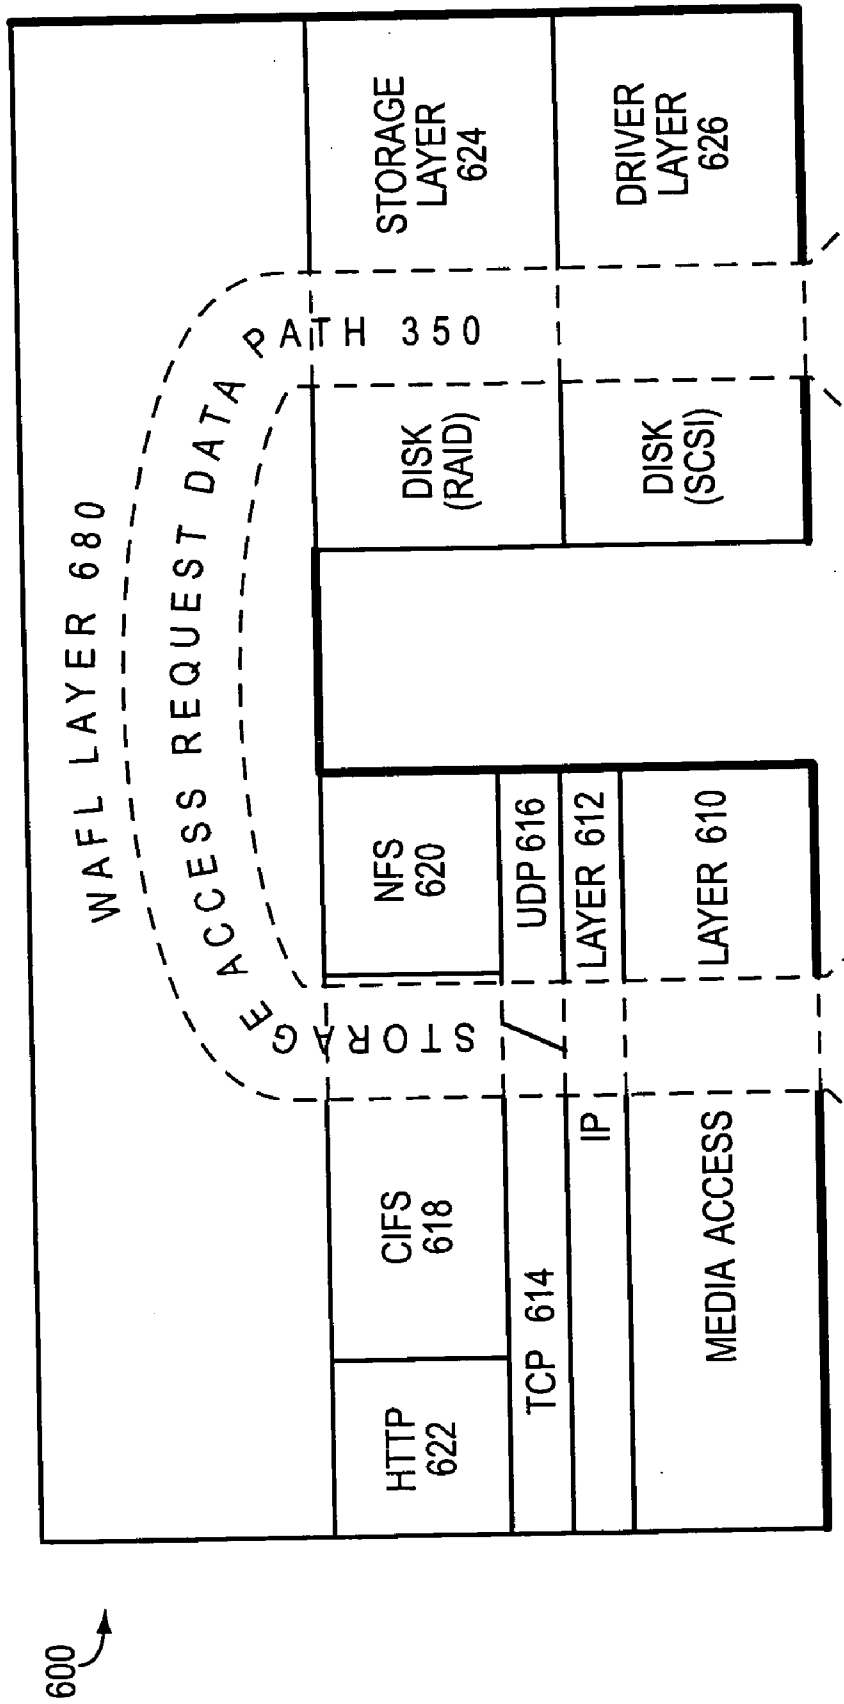 600
WAFL LAYER 680
STORAGE ACCESS REQUEST DATA PATH 350
HTTP
622
CIFS
618
NFS
620
TCP 614
UDP 616
IP LAYER 612
MEDIA ACCESS LAYER 610
DISK
(RAID)
STORAGE
LAYER
624
DISK
(SCSI)
DRIVER
LAYER
626